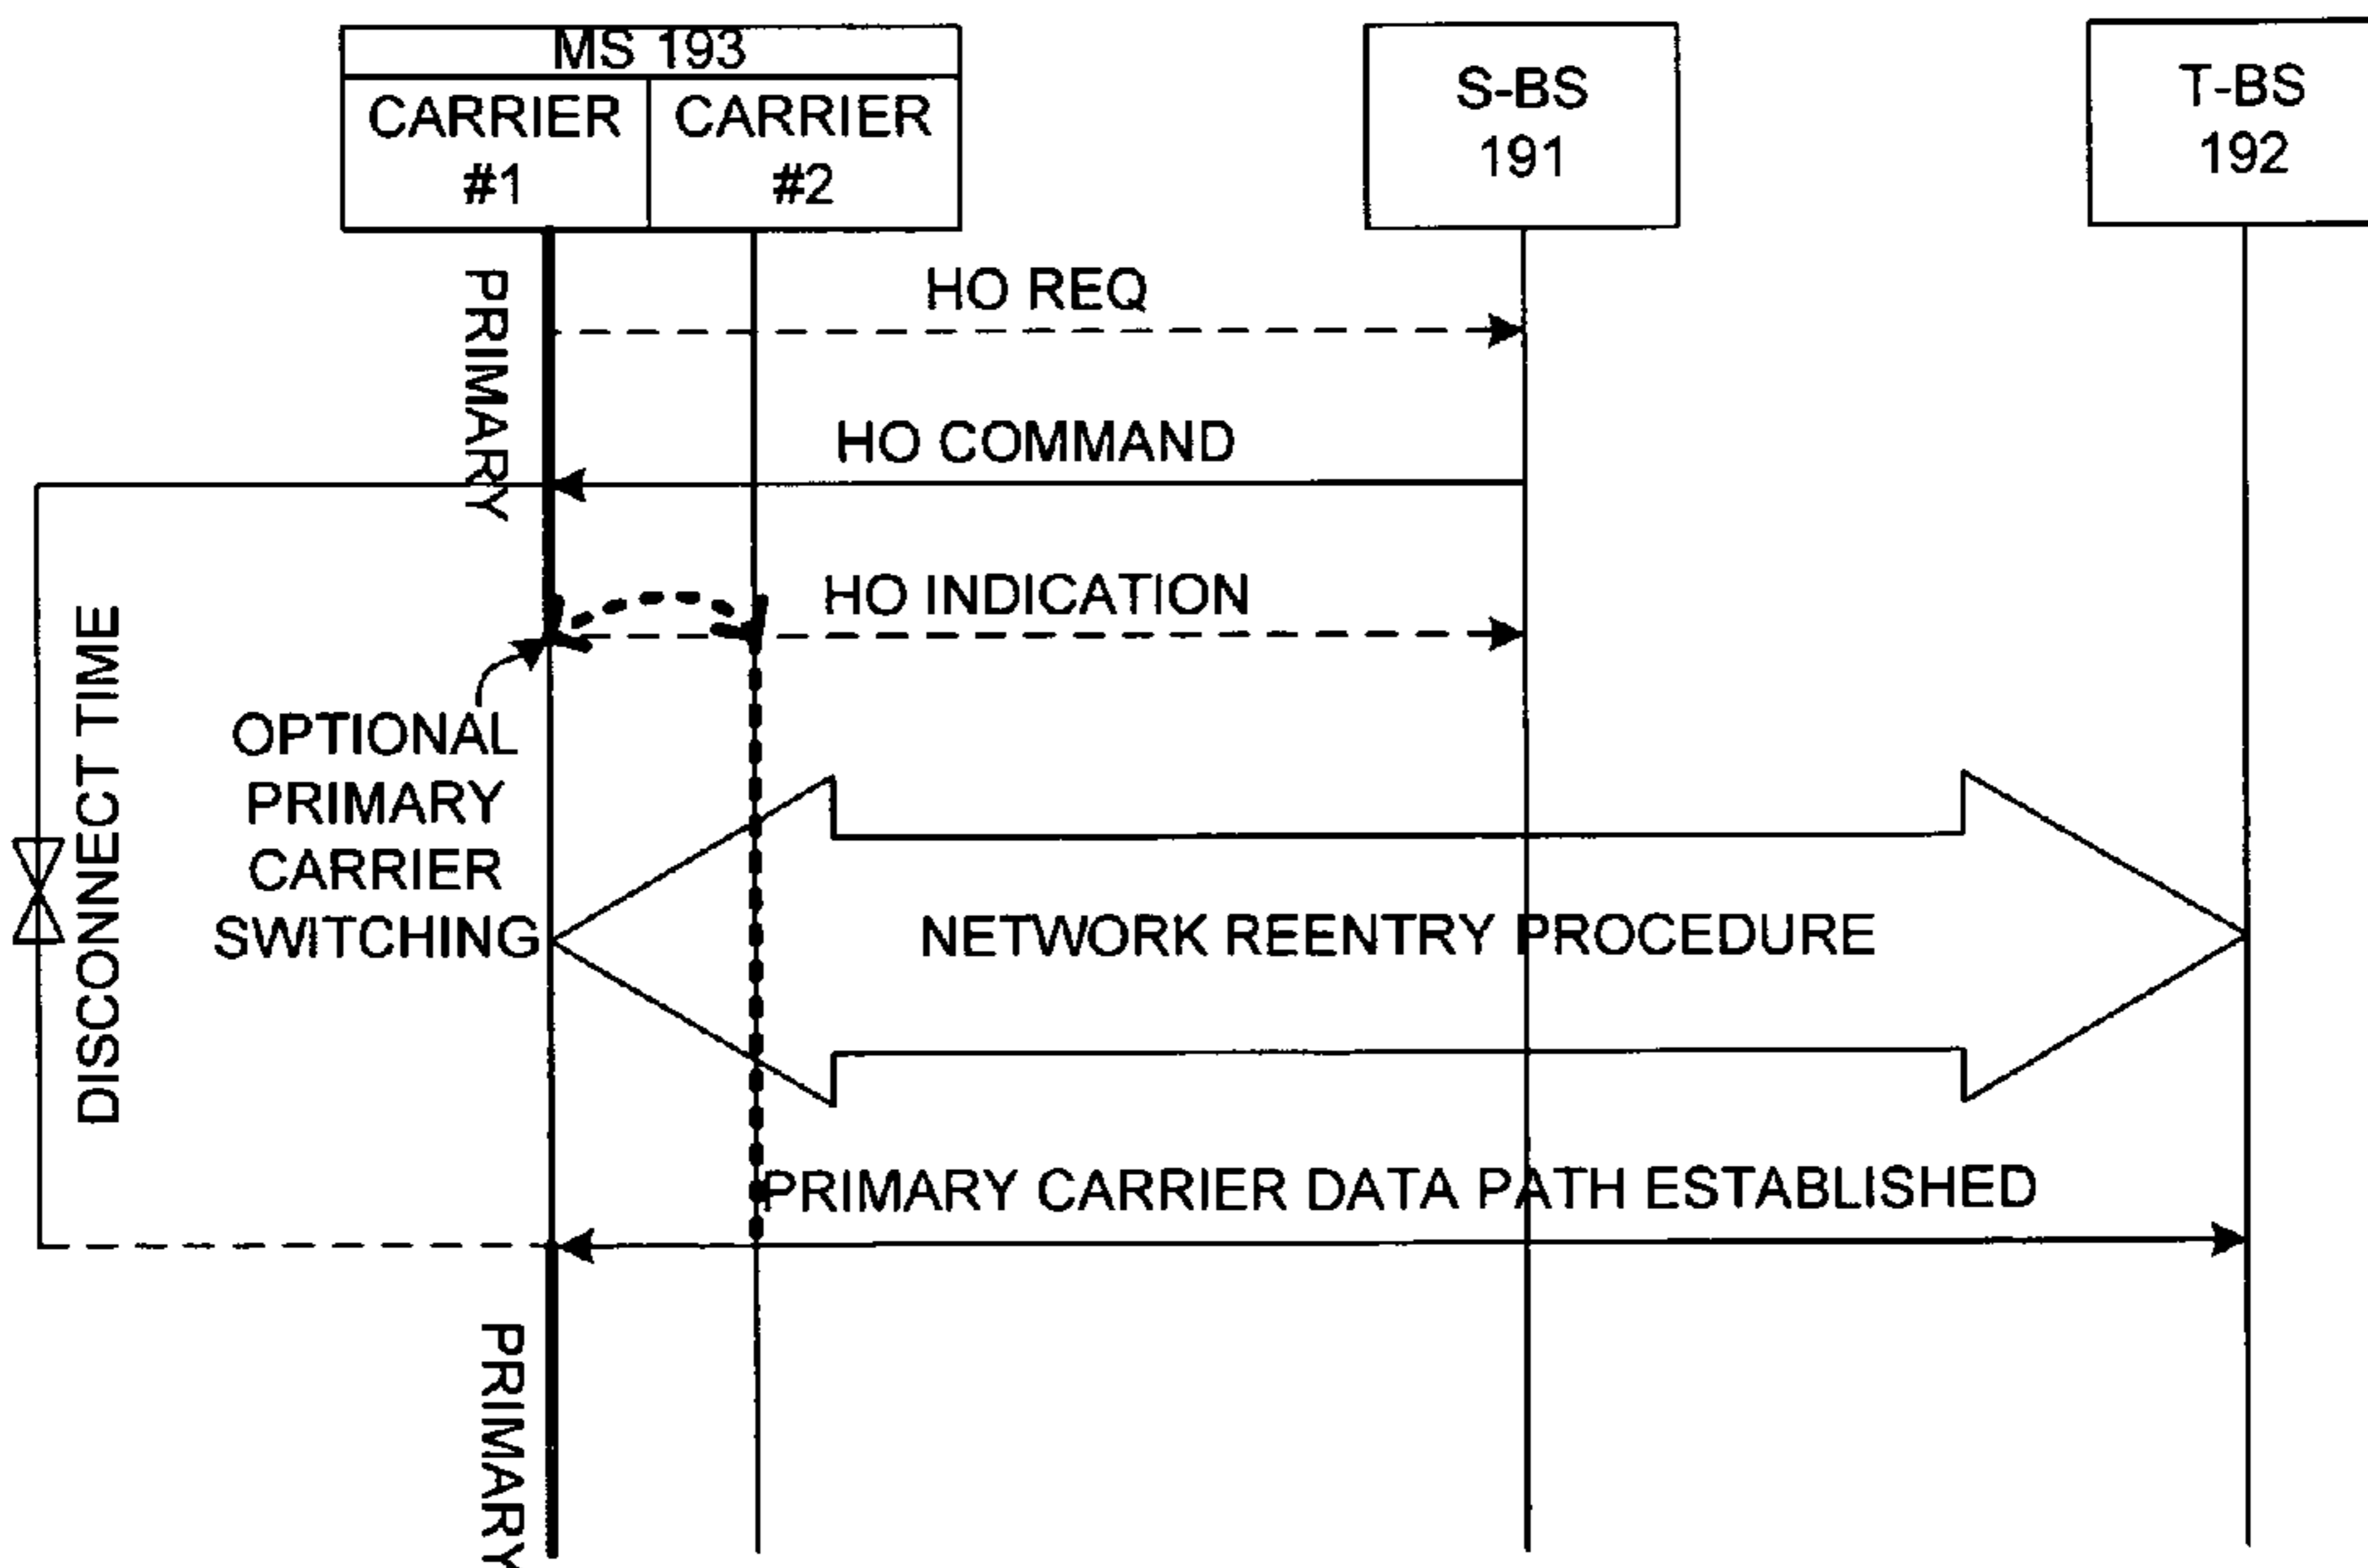 MS 193
CARRIER
#1
CARRIER
#2
S-BS
191
T-BS
192
PRIMARY
HO REQ
HO COMMAND
HO INDICATION
DISCONNECT TIME
OPTIONAL
PRIMARY
CARRIER
SWITCHING
NETWORK REENTRY PROCEDURE
PRIMARY CARRIER DATA PATH ESTABLISHED
PRIMARY